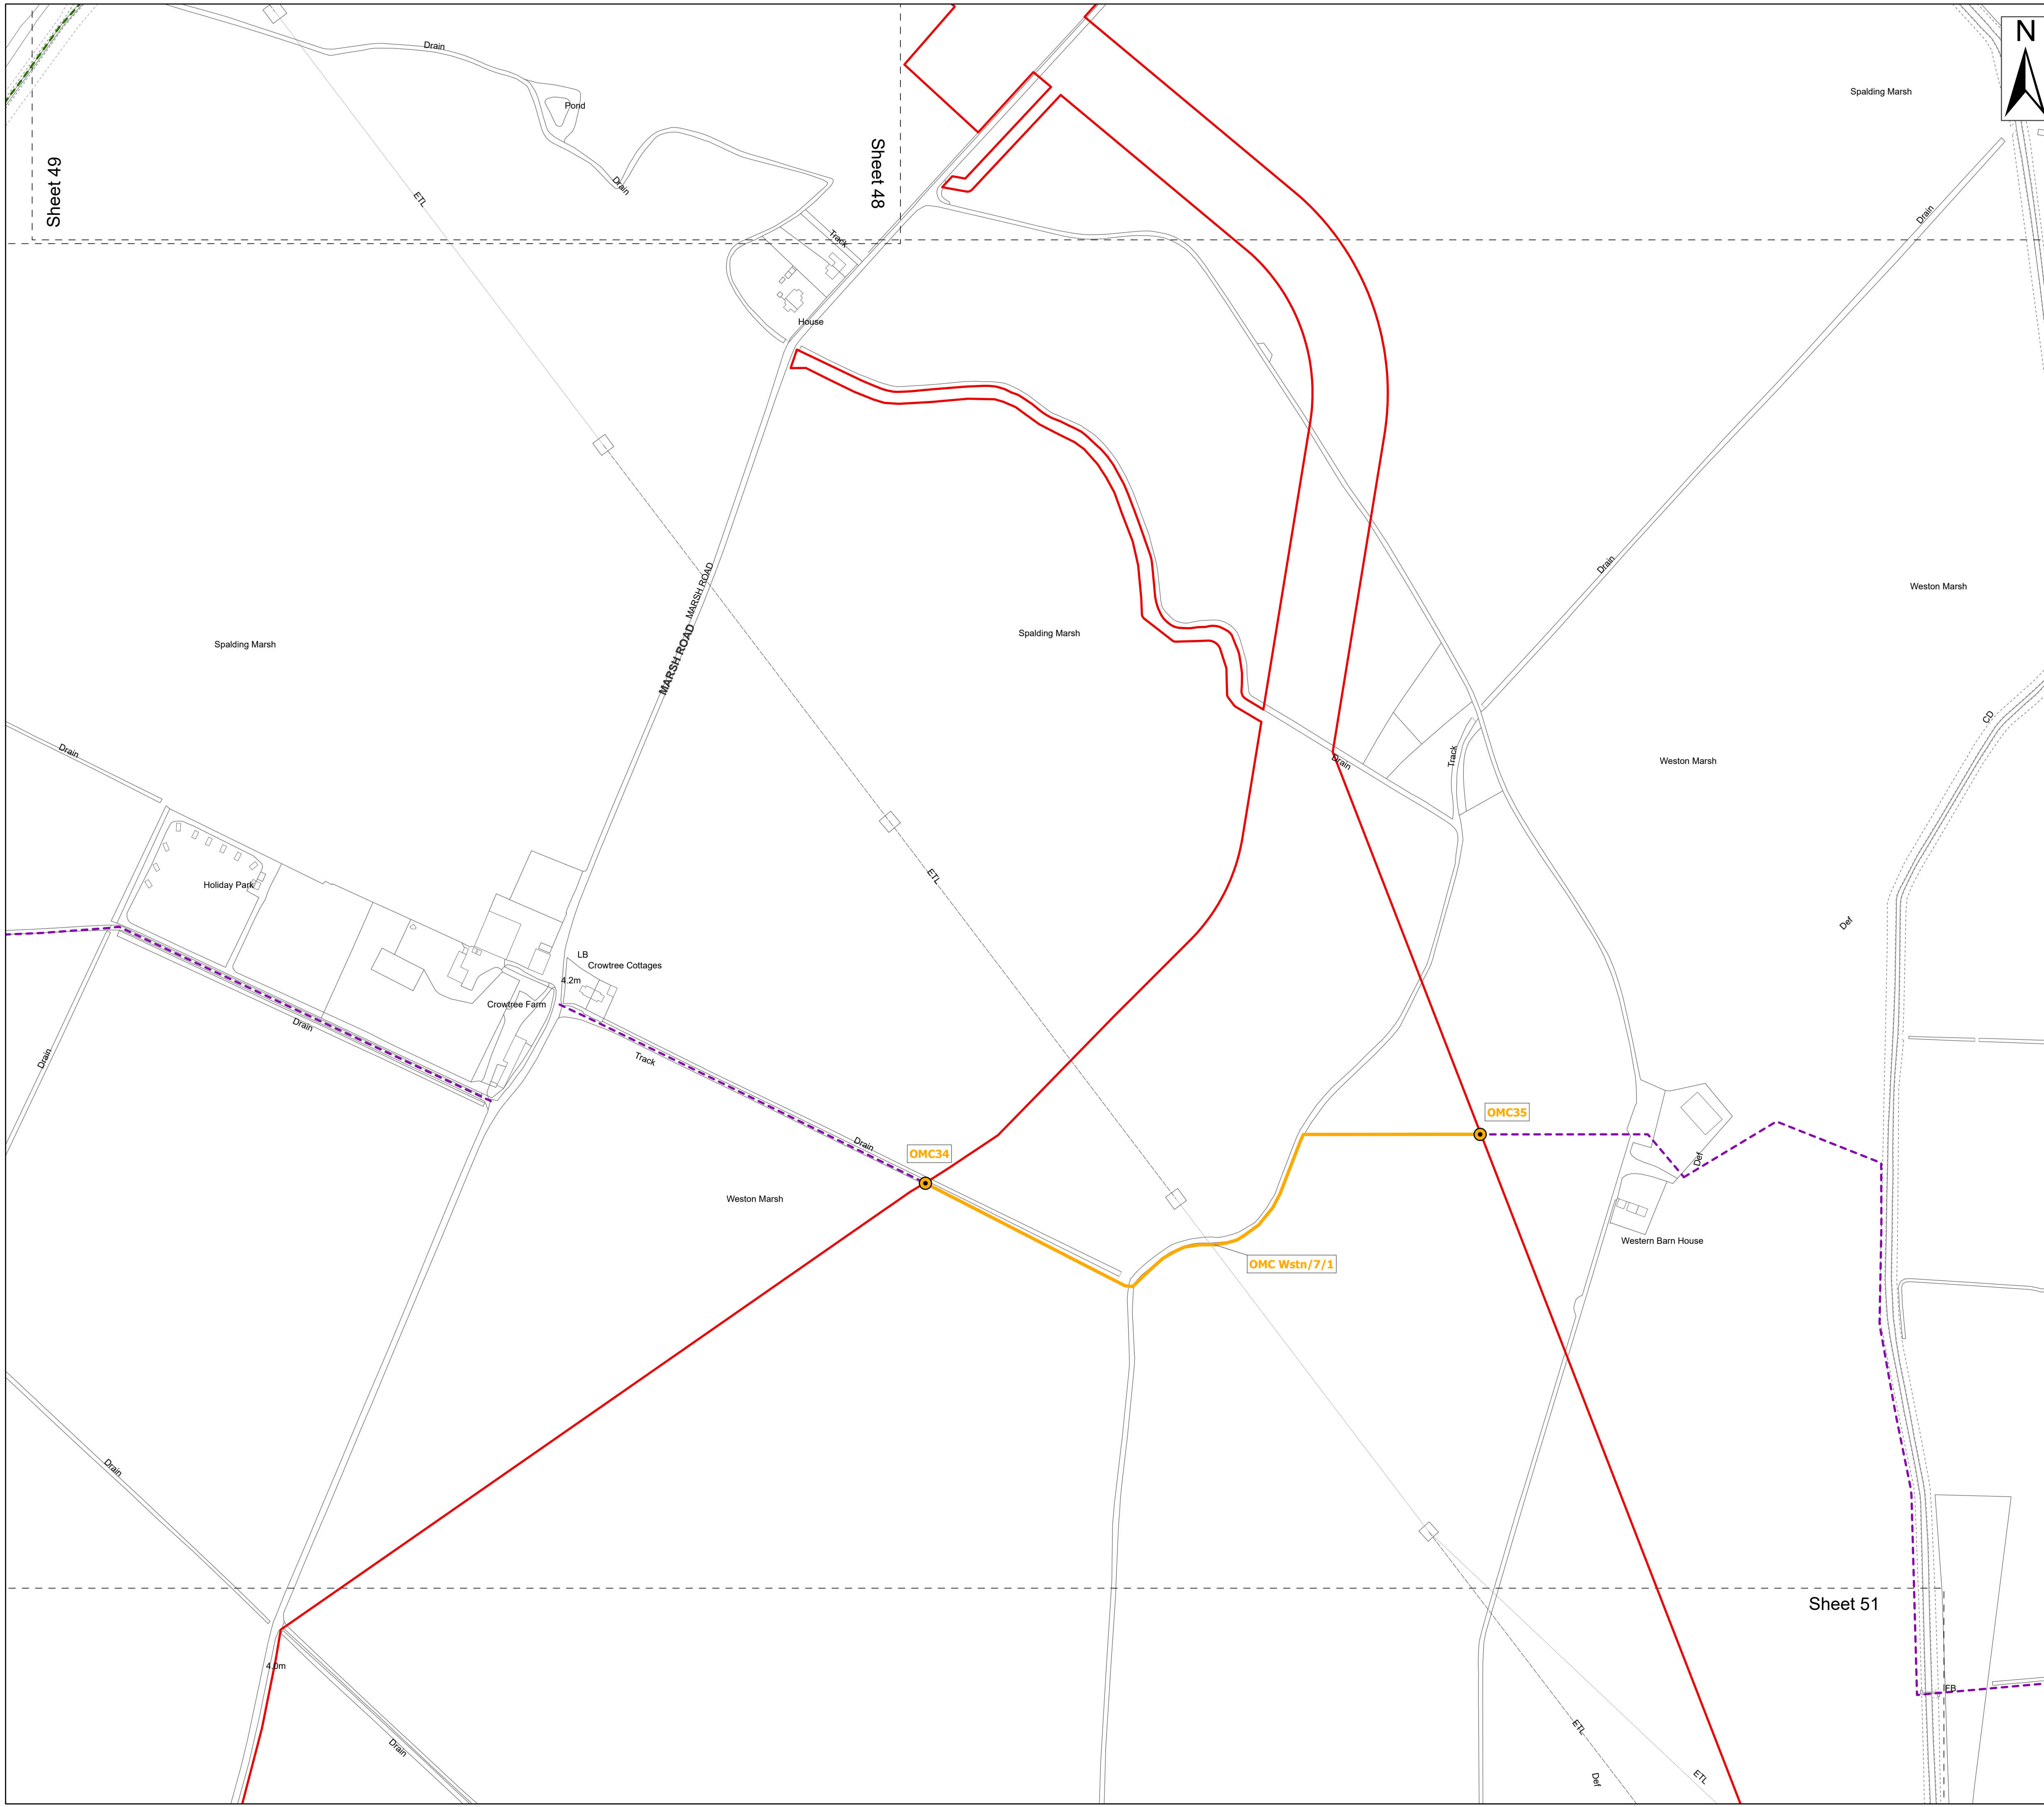 N
Drain
Spalding Marsh
Pond
Sheet 49
Sheet 48
Drain
ETL
Drain
Track
House
Drain
MARSH ROAD
MARSH ROAD
Weston Marsh
Spalding Marsh
Spalding Marsh
CD
Drain
Drain
Track
Weston Marsh
Holiday Park
ETL
Def
LB
Crowtree Cottages
4.2m
Crowtree Farm
Drain
Drain
Track
OMC35
Drain
OMC34
Def
Weston Marsh
Western Barn House
OMC Wstn/7/1
Drain
Sheet 51
4.0m
FB
ETL
Drain
ETL
Def